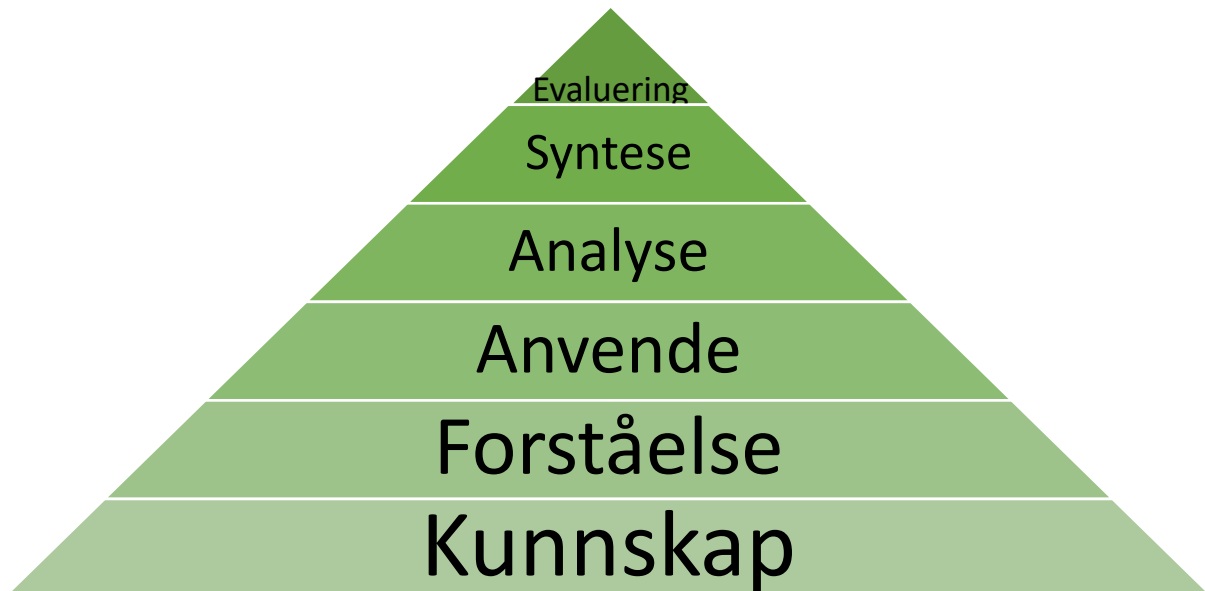 Evaluering
Syntese
Analyse
Anvende
Forståelse
Kunnskap